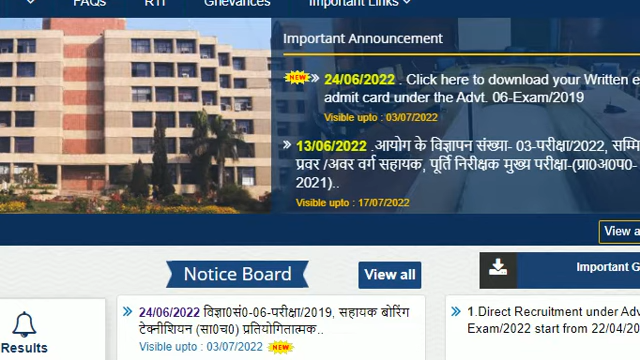 FAQs RTI Grievances Important Links
Important Announcement
NEW 24/06/2022 . Click here to download your Written e
admit card under the Advt. 06-Exam/2019
Visible upto : 03/07/2022
13/06/2022 .आयोग के विज्ञापन संख्या- 03-परीक्षा/2022, सम्मि
प्रवर /अवर वर्ग सहायक, पूर्ति निरीक्षक मुख्य परीक्षा-(प्रा0अ0प0-
2021)..
Visible upto : 17/07/2022
View a
Notice Board
View all
Important G
24/06/2022 विज्ञा0सं0-06-परीक्षा/2019, सहायक बोरिंग
टेक्नीशियन (सा0च0) प्रतियोगितात्मक..
Visible upto : 03/07/2022 NEW
1.Direct Recruitment under Adv
Exam/2022 start from 22/04/20
Results